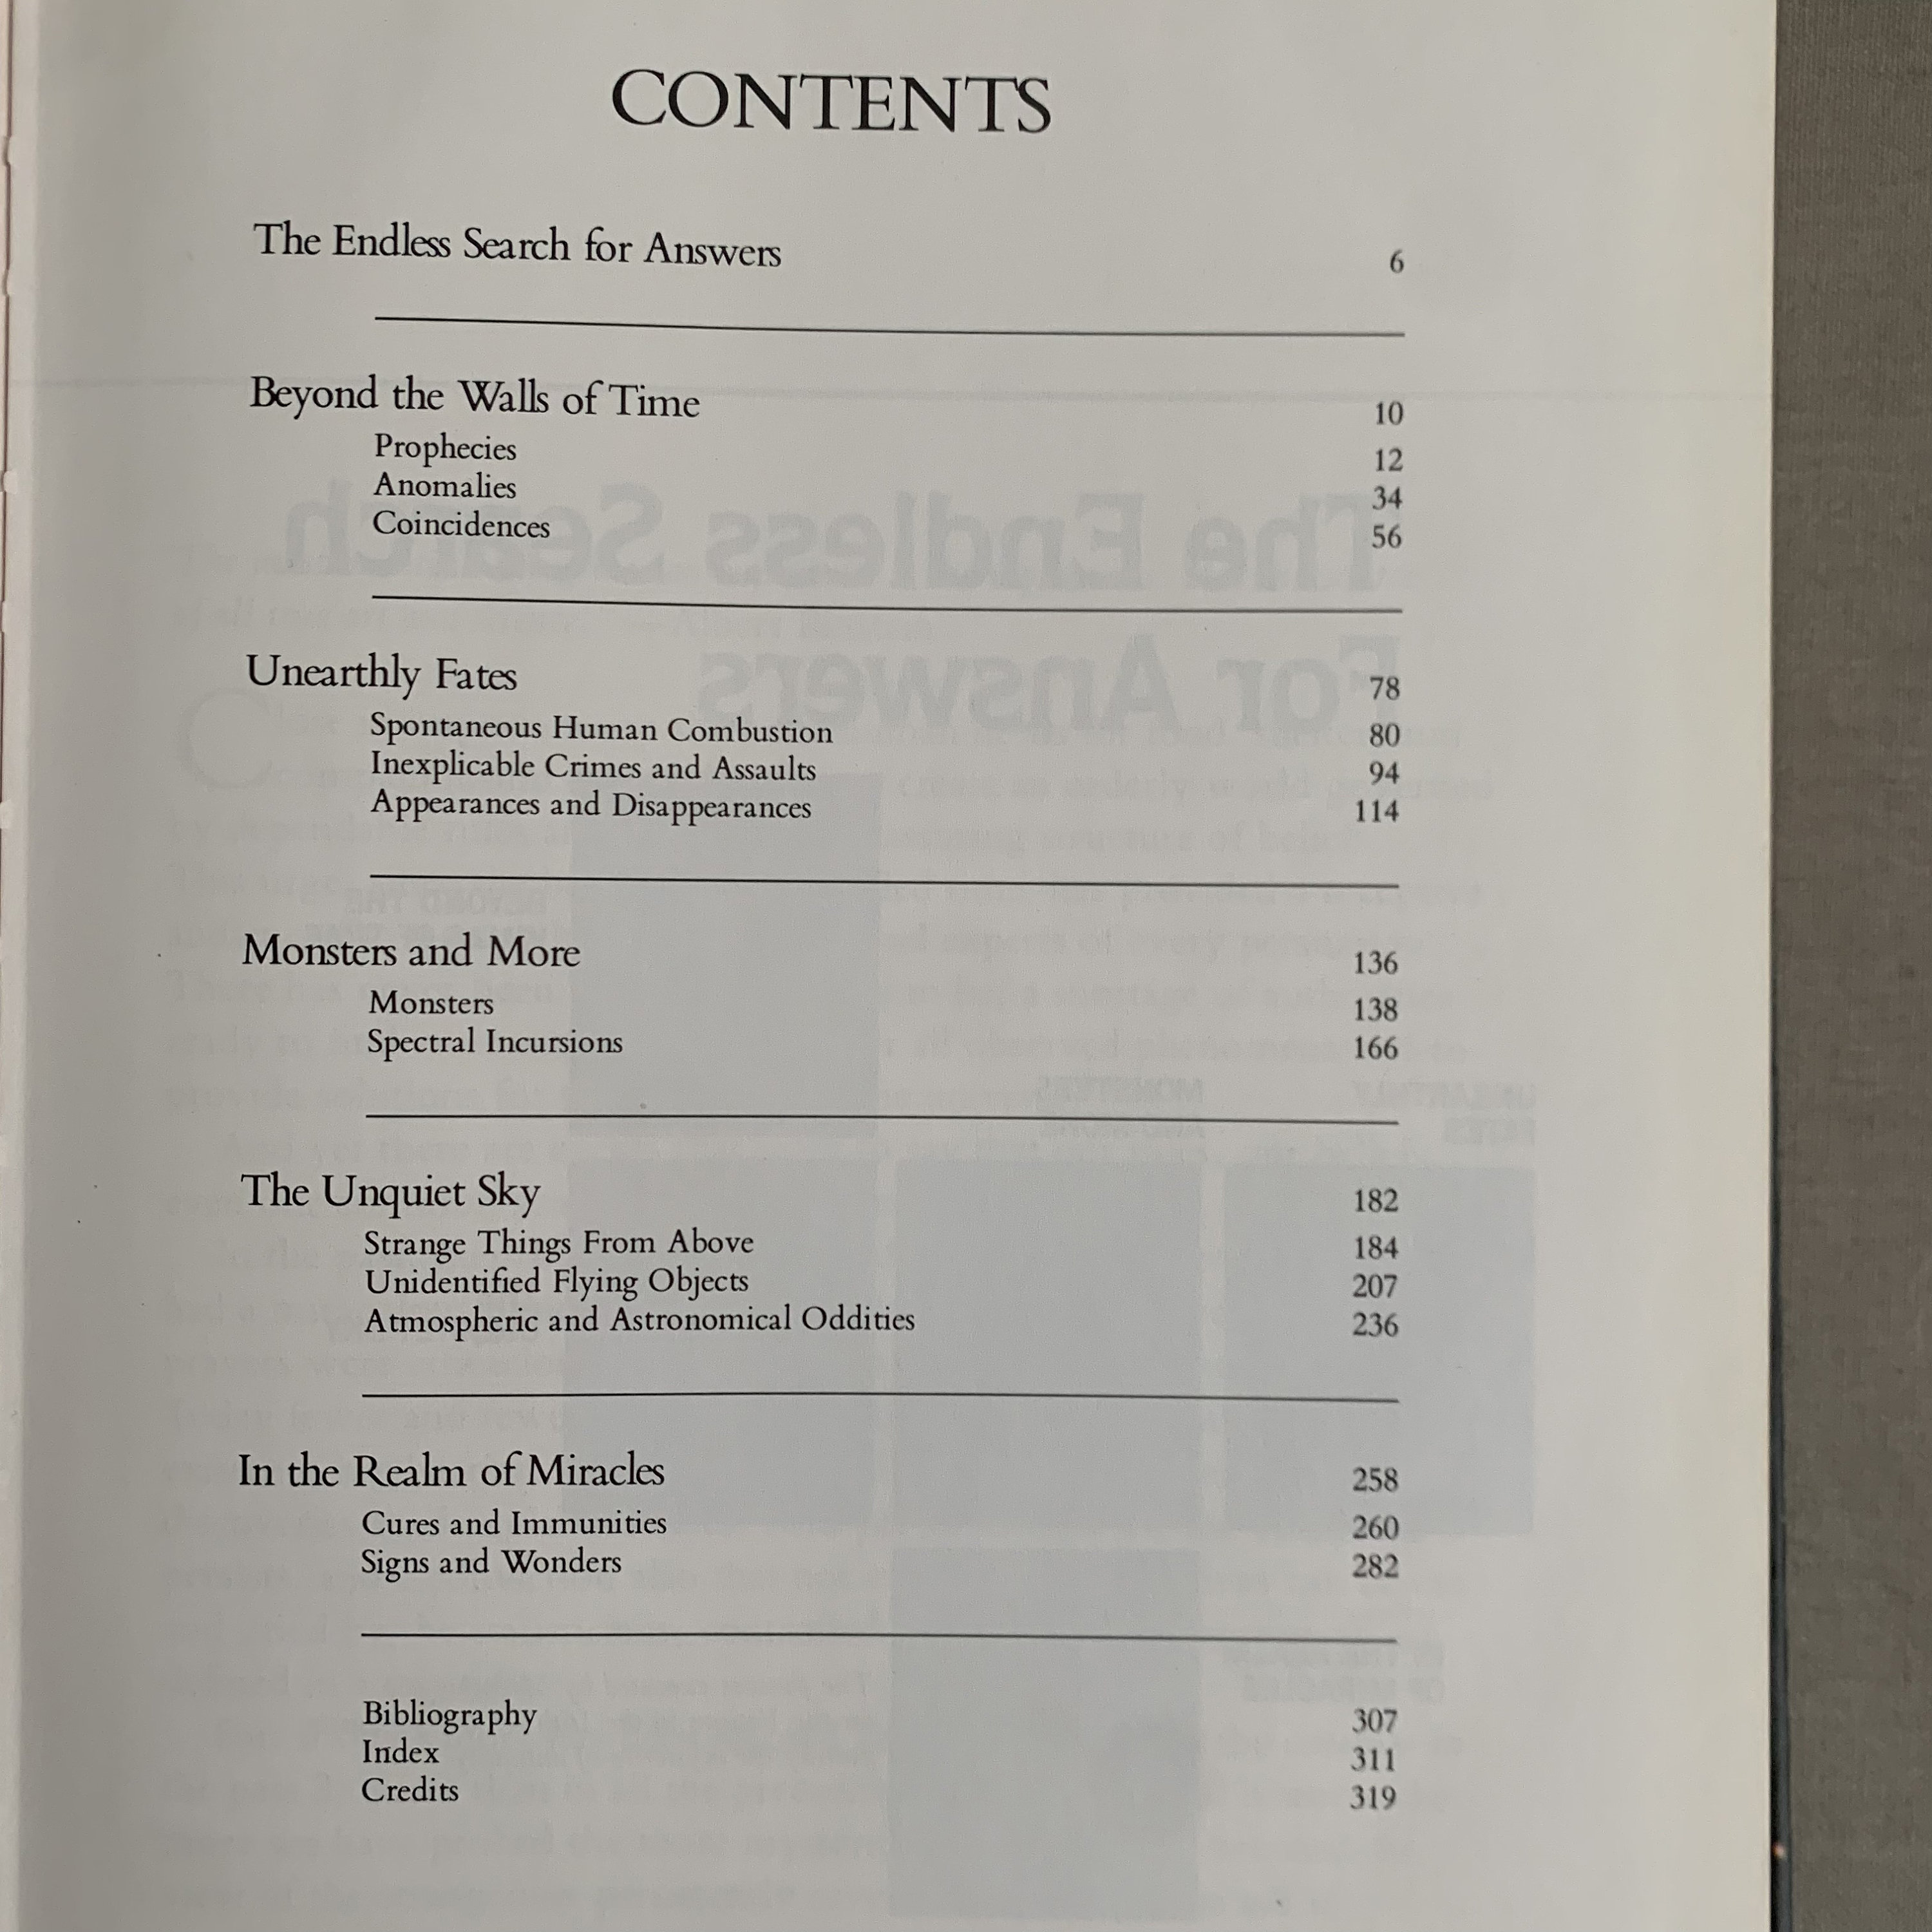 CONTENTS
The Endless Search for Answers 6
Beyond the Walls of Time 10
Prophecies 12
Anomalies 34
Coincidences 56
Unearthly Fates 78
Spontaneous Human Combustion 80
Inexplicable Crimes and Assaults 94
Appearances and Disappearances 114
Monsters and More 136
Monsters 138
Spectral Incursions 166
The Unquiet Sky 182
Strange Things From Above 184
Unidentified Flying Objects 207
Atmospheric and Astronomical Oddities 236
In the Realm of Miracles 258
Cures and Immunities 260
Signs and Wonders 282
Bibliography 307
Index 311
Credits 319